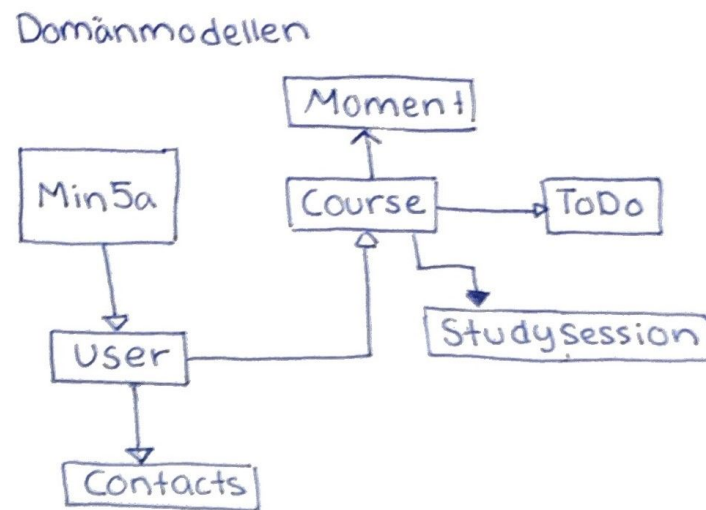 Domänmodellen
Moment
Min5a
Course
ToDo
StudySession
User
Contacts